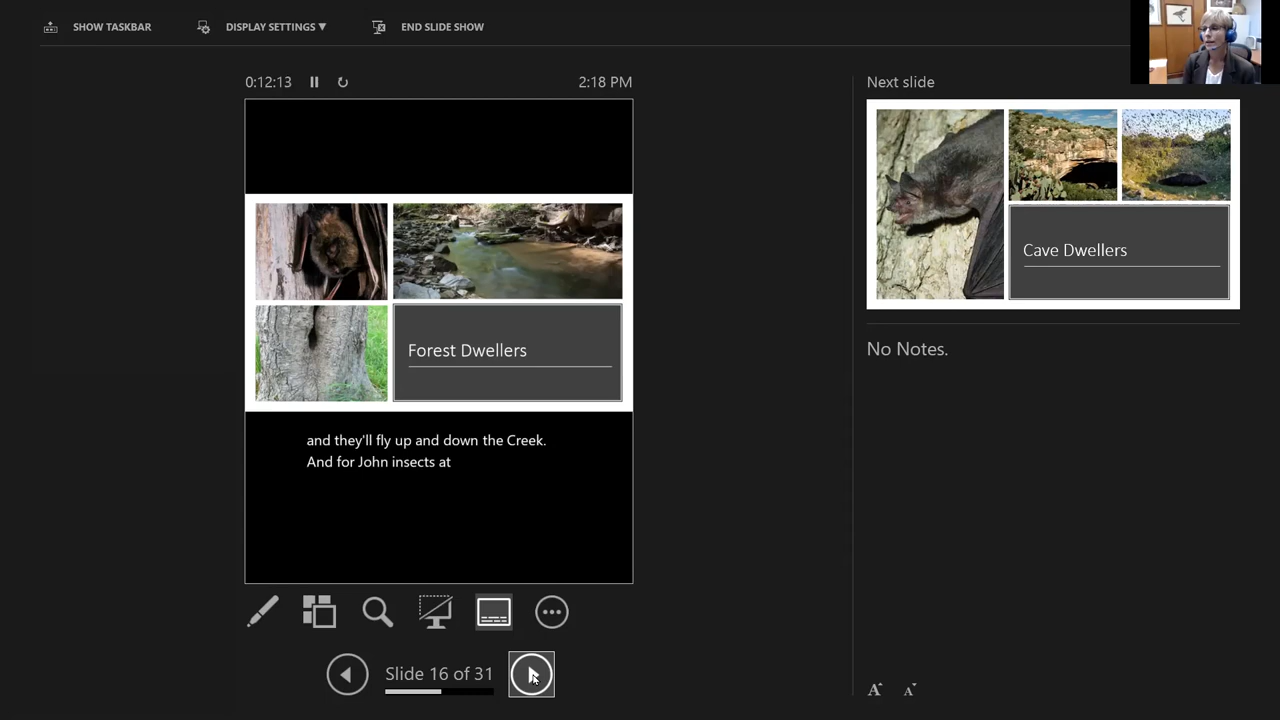 SHOW TASKBAR
DISPLAY SETTINGS ▼
END SLIDE SHOW
0:12:13
2:18 PM
Forest Dwellers
and they'll fly up and down the Creek.
And for John insects at
Slide 16 of 31
Next slide
Cave Dwellers
No Notes.
A A